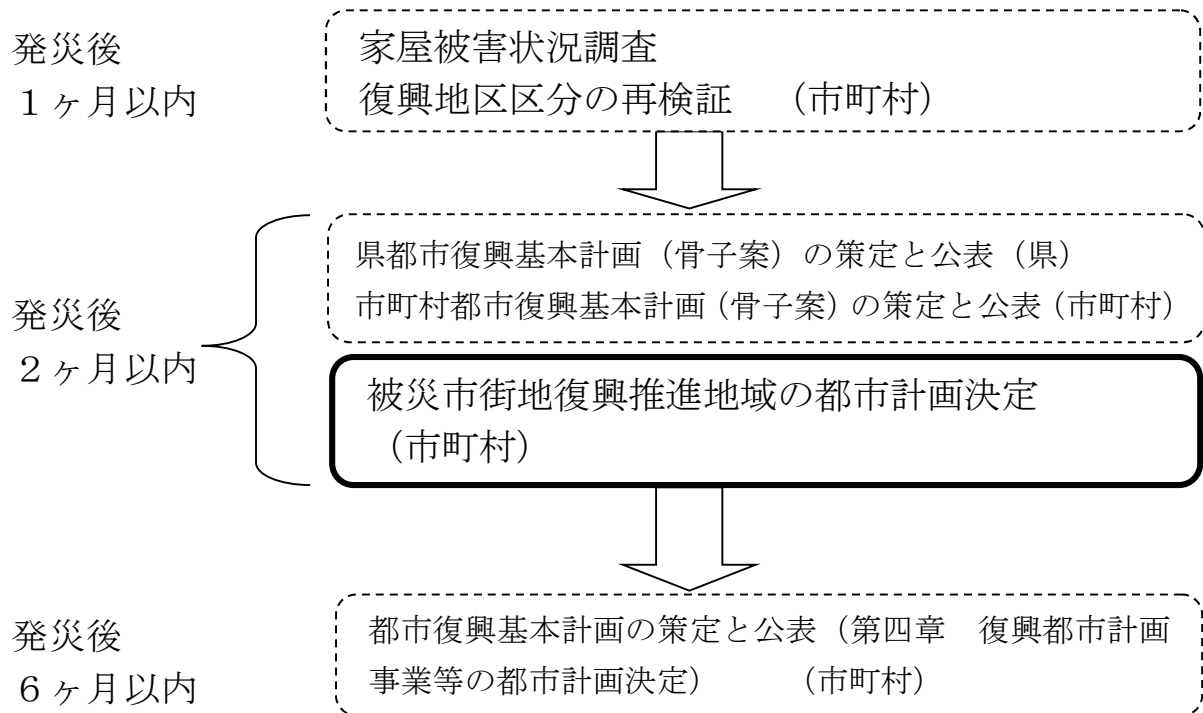 発災後
１ヶ月以内
家屋被害状況調査
復興地区区分の再検証　（市町村）
発災後
２ヶ月以内
県都市復興基本計画（骨子案）の策定と公表（県）
市町村都市復興基本計画（骨子案）の策定と公表（市町村）
被災市街地復興推進地域の都市計画決定
（市町村）
発災後
６ヶ月以内
都市復興基本計画の策定と公表（第四章　復興都市計画
事業等の都市計画決定）　　　（市町村）